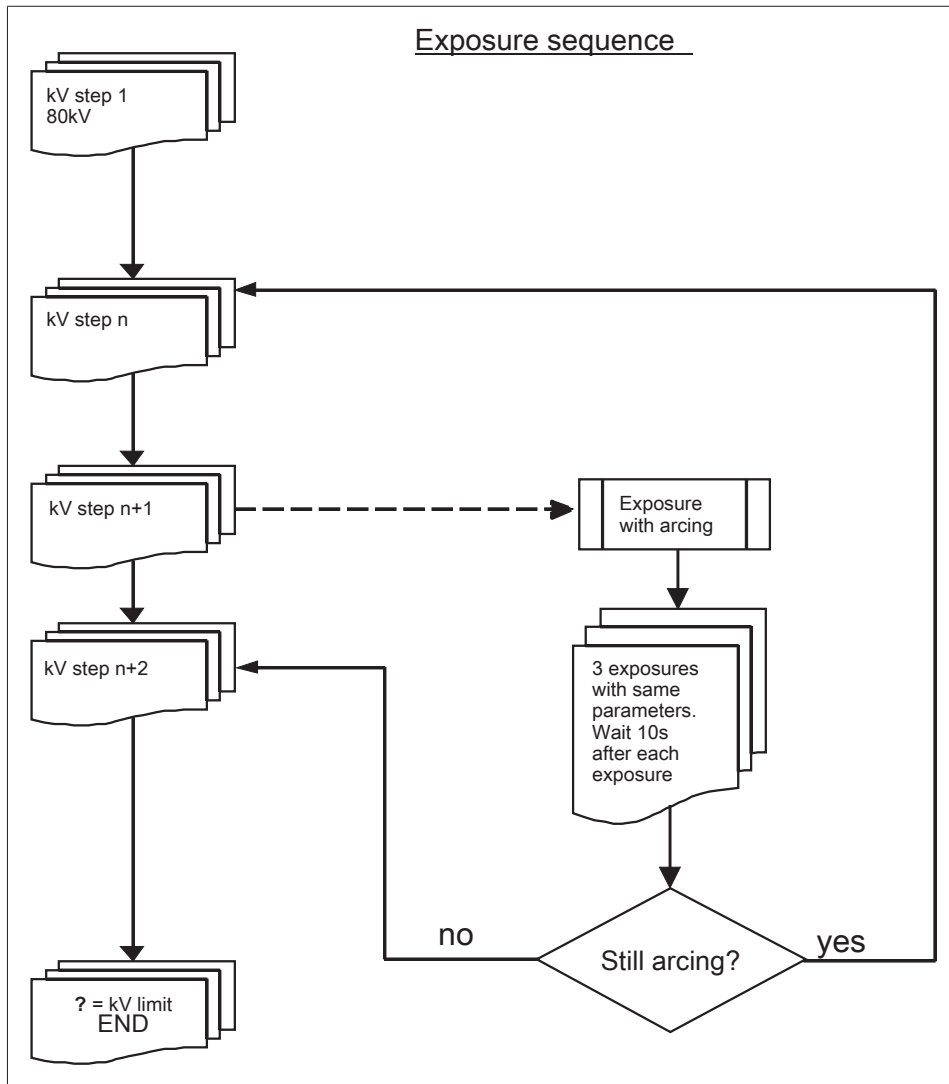 Exposure sequence
kV step 1
80kV
kV step n
kV step n+1
Exposure
with arcing
kV step n+2
3 exposures
with same
parameters.
Wait 10s
after each
exposure
no
Still arcing?
yes
? = kV limit
END